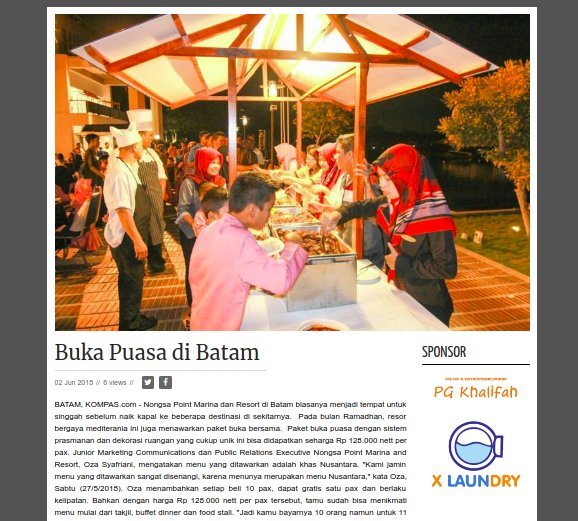 Buka Puasa di Batam
02 Jun 2018 // 6 views //
BATAM, KOMPAS.com - Nongsa Point Marina dan Resort di Batam biasanya menjadi tempat untuk
singgah sebelum naik kapal ke beberapa destinasi di sekitarnya. Pada bulan Ramadhan, resor
bergaya mediterania ini juga menawarkan paket buka bersama. Paket buka puasa dengan sistem
prasmanan dan dekorasi ruangan yang cukup unik ini bisa didapatkan seharga Rp 128.000 nett per
pax. Junior Marketing Communications dan Public Relations Executive Nongsa Point Marina and
Resort, Oza Syafriani, mengatakan menu yang ditawarkan adalah khas Nusantara. "Kami jamin
menu yang ditawarkan sangat disenangi, karena menunya merupakan menu Nusantara," kata Oza,
Sabtu (27/5/2018). Oza menambahkan setiap beli 10 pax, dapat gratis satu pax dan berlaku
kelipatan. Bahkan dengan harga Rp 128.000 nett per pax tersebut, tamu sudah bisa menikmati
menu mulai dari takjil, buffet dinner dan food stall. "Jadi kamu bayarnya 10 orang namun untuk 11
SPONSOR
PG Khalifah
X LAUNDRY